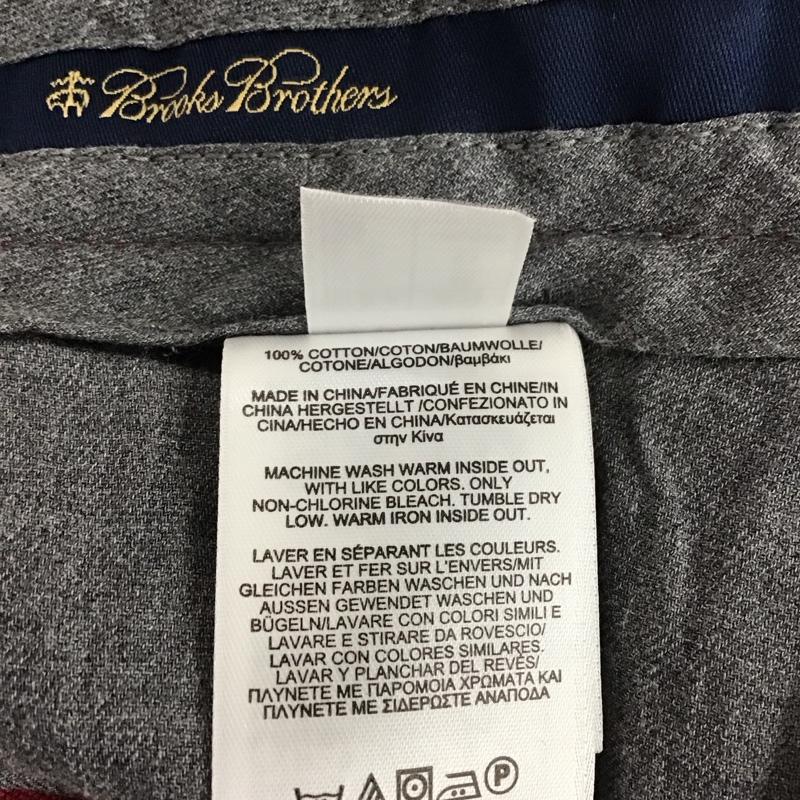 Brooks Brothers
100% COTTON/COTON/BAUMWOLLE/
COTONE/ALGODON/βαμβάκι
MADE IN CHINA/FABRIQUÉ EN CHINE/IN
CHINA HERGESTELLT /CONFEZIONATO IN
CINA/HECHO EN CHINA/Κατασκευάζεται
στην Κίνα
MACHINE WASH WARM INSIDE OUT,
WITH LIKE COLORS. ONLY
NON-CHLORINE BLEACH. TUMBLE DRY
LOW. WARM IRON INSIDE OUT.
LAVER EN SÉPARANT LES COULEURS.
LAVER ET FER SUR L'ENVERS/MIT
GLEICHEN FARBEN WASCHEN UND NACH
AUSSEN GEWENDET WASCHEN UND
BÜGELN/LAVARE CON COLORI SIMILI E
LAVARE E STIRARE DA ROVESCIO/
LAVAR CON COLORES SIMILARES.
LAVAR Y PLANCHAR DEL REVÉS/
ΠΛΥΝΕΤΕ ΜΕ ΠΑΡΟΜΟΙΑ ΧΡΩΜΑΤΑ ΚΑΙ
ΠΛΥΝΕΤΕ ΜΕ ΣΙΔΕΡΩΣΤΕ ΑΝΑΠΟΔΑ
P